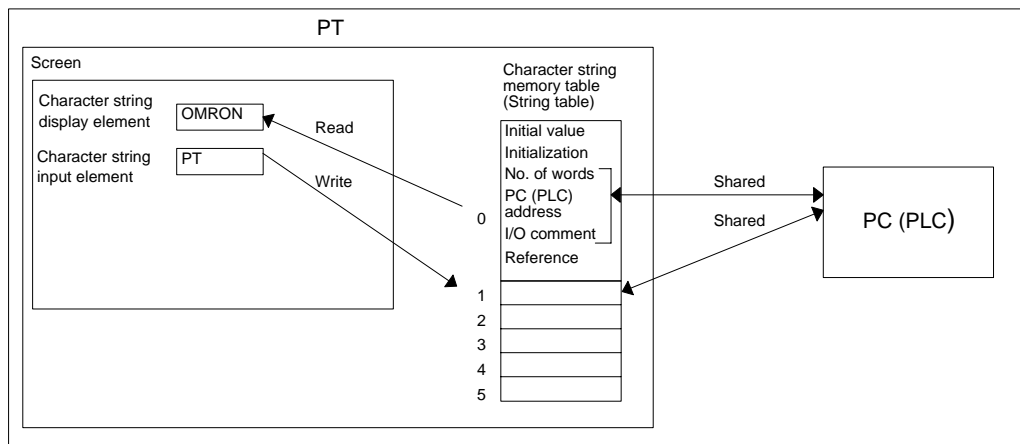 PT
Screen
Character string
display element
OMRON
Character string
input element
PT
Read
Write
Character string
memory table
(String table)
0
Initial value
Initialization
No. of words
PC (PLC)
address
I/O comment
Reference
1
2
3
4
5
Shared
Shared
PC (PLC)